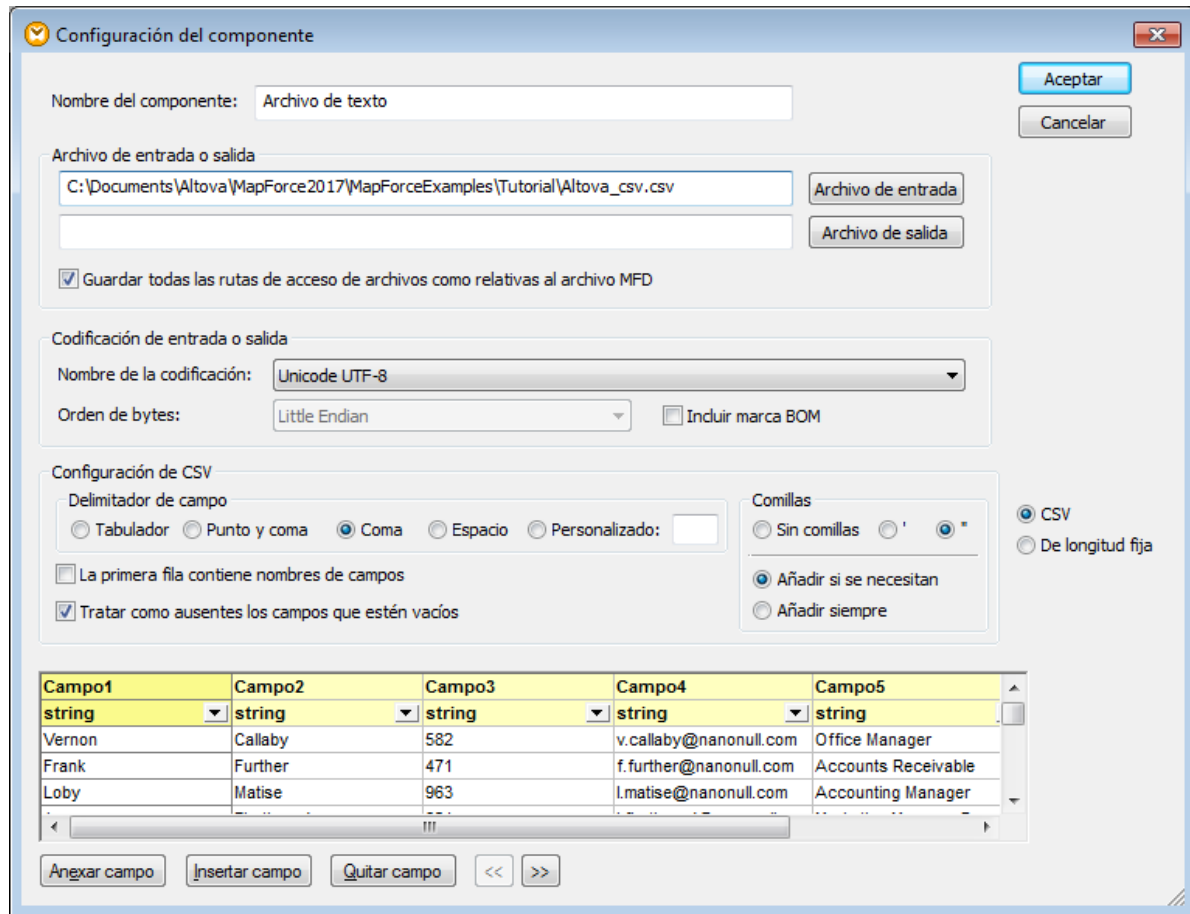 Configuración del componente
Nombre del componente: Archivo de texto
Aceptar
Cancelar
Archivo de entrada o salida
C:\Documents\Altova\MapForce2017\MapForceExamples\Tutorial\Altova_csv.csv
Archivo de entrada
Archivo de salida
Guardar todas las rutas de acceso de archivos como relativas al archivo MFD
Codificación de entrada o salida
Nombre de la codificación: Unicode UTF-8
Orden de bytes: Little Endian Incluir marca BOM
Configuración de CSV
Delimitador de campo
Tabulador Punto y coma Coma Espacio Personalizado:
La primera fila contiene nombres de campos
Tratar como ausentes los campos que estén vacíos
Comillas
Sin comillas ' "
Añadir si se necesitan
Añadir siempre
CSV
De longitud fija
Campo1 Campo2 Campo3 Campo4 Campo5
string string string string string
Vernon Callaby 582 v.callaby@nanonull.com Office Manager
Frank Further 471 f.further@nanonull.com Accounts Receivable
Loby Matise 963 l.matise@nanonull.com Accounting Manager
Anexar campo Insertar campo Quitar campo << >>